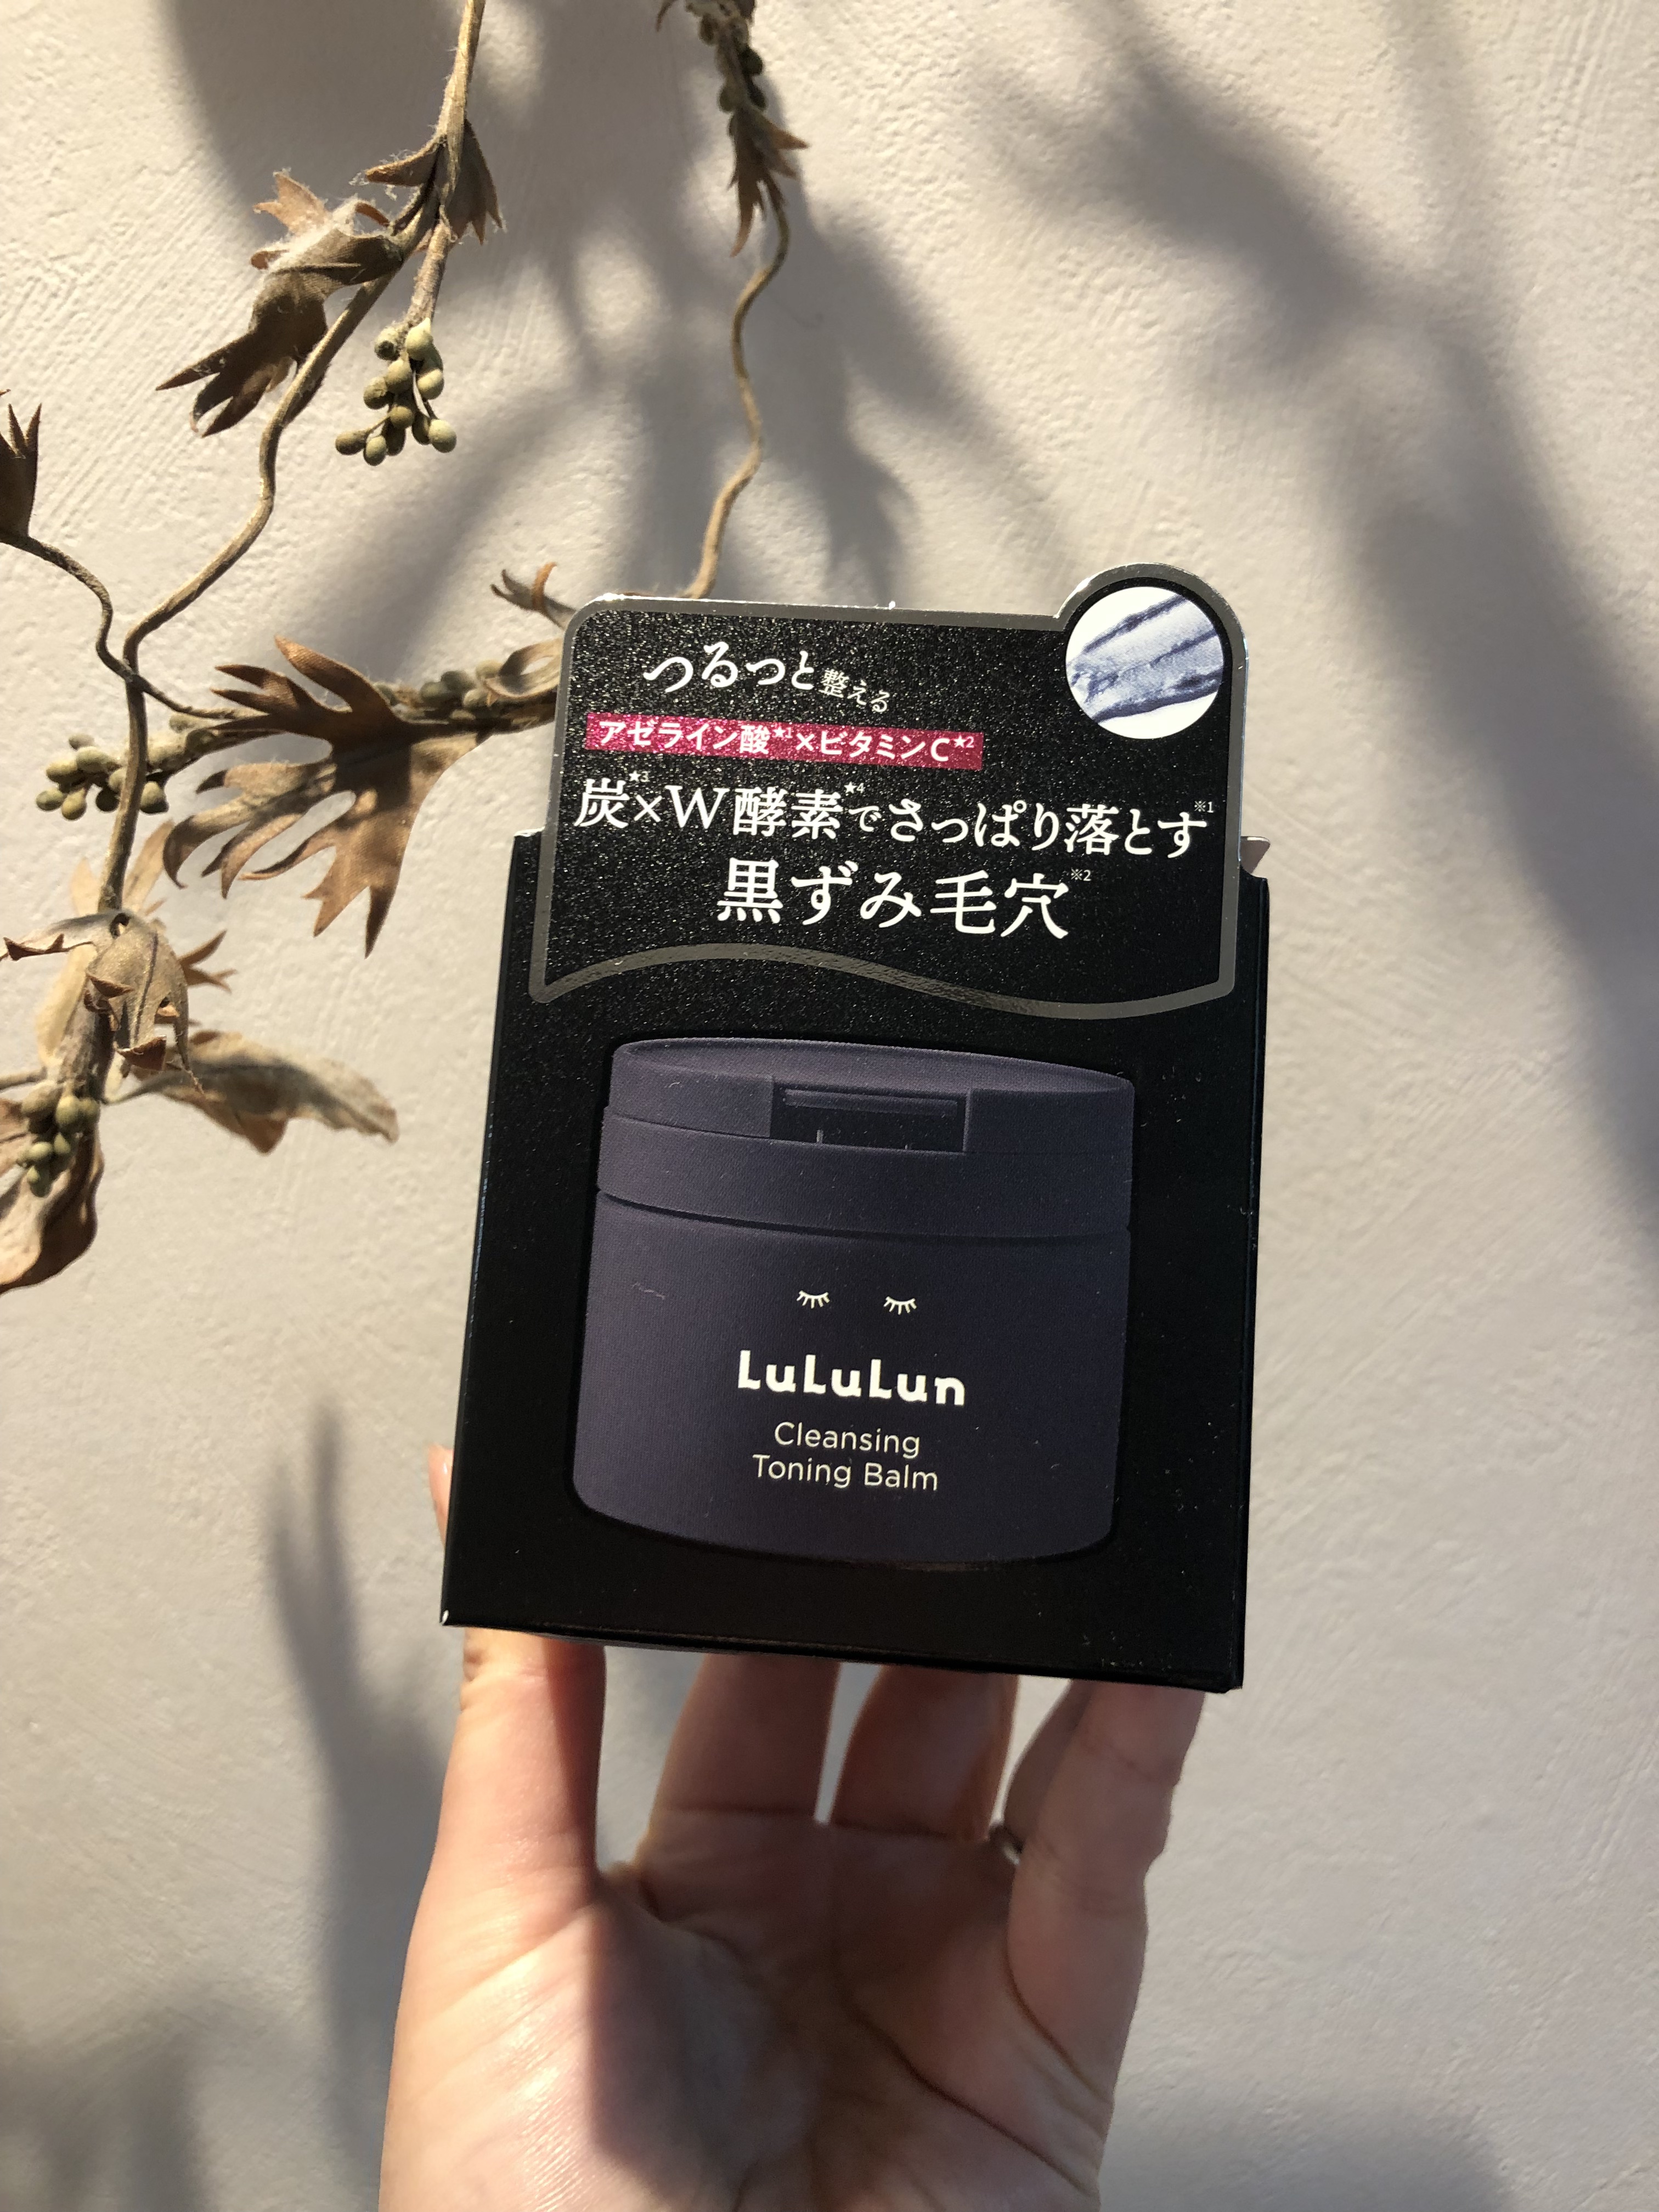 つるつと整える
アゼライン酸★1×ビタミンC★2
炭★3×W酵素★4でさっぱり落とす※1
黒ずみ毛穴※2
LuLuLun
Cleansing
Toning Balm